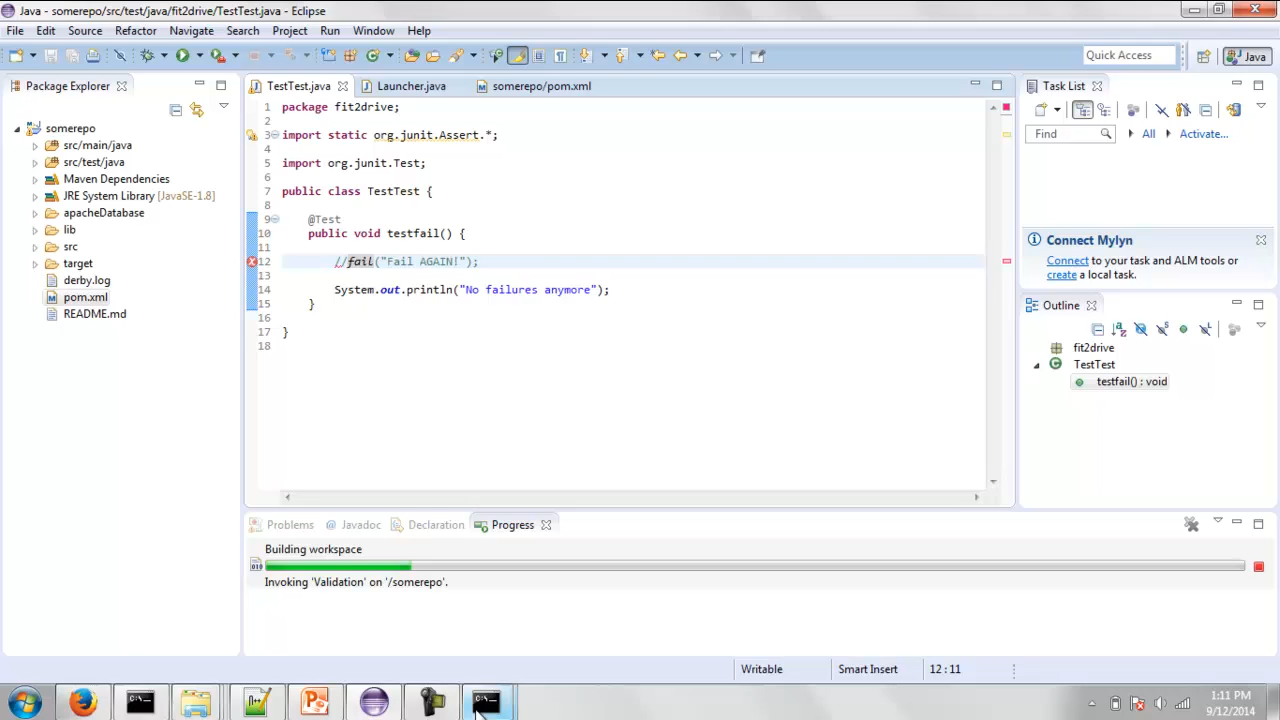 Java - somerepo/src/test/java/fit2drive/TestTest.java - Eclipse
File Edit Source Refactor Navigate Search Project Run Window Help
Quick Access
Java
Package Explorer
somerepo
src/main/java
src/test/java
Maven Dependencies
JRE System Library [JavaSE-1.8]
apacheDatabase
lib
src
target
derby.log
pom.xml
README.md
TestTest.java Launcher.java somerepo/pom.xml
1 package fit2drive;
2
3 import static org.junit.Assert.*;
4
5 import org.junit.Test;
6
7 public class TestTest {
8
9 @Test
10 public void testfail() {
11
12 //fail("Fail AGAIN!");
13
14 System.out.println("No failures anymore");
15 }
16
17 }
18
Task List
Find All Activate...
Connect Mylyn
Connect to your task and ALM tools or
create a local task.
Outline
fit2drive
TestTest
testfail() : void
Problems @ Javadoc Declaration Progress
Building workspace
Invoking 'Validation' on '/somerepo'.
Writable Smart Insert 12 : 11
1:11 PM
9/12/2014